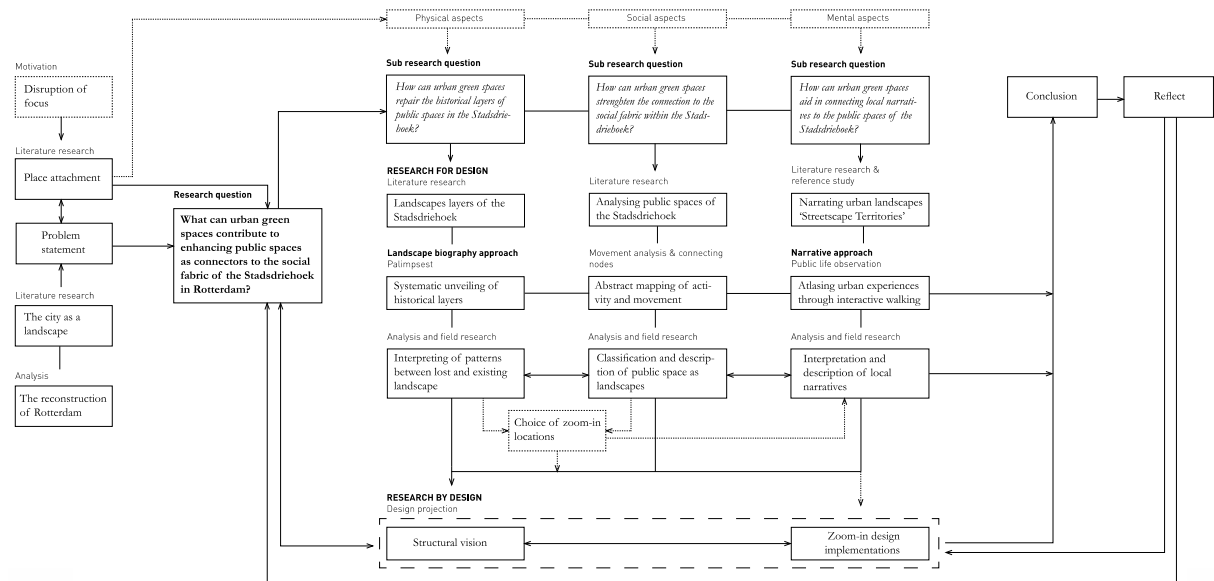 Physical aspects
Social aspects
Mental aspects
Motivation
Disruption of
focus
Literature research
Place attachment
Problem
statement
Literature research
The city as a
landscape
Analysis
The reconstruction
of Rotterdam
Research question
What can urban green
spaces contribute to
enhancing public spaces
as connectors to the social
fabric of the Stadsdriehoek
in Rotterdam?
Sub research question
How can urban green spaces
repair the historical layers of
public spaces in the Stadsdrie-
hoek?
RESEARCH FOR DESIGN
Literature research
Landscapes layers of the
Stadsdriehoek
Landscape biography approach
Palimpsest
Systematic unveiling of
historical layers
Analysis and field research
Interpreting of patterns
between lost and existing
landscape
Sub research question
How can urban green spaces
strenghten the connection to the
social fabric within the Stads-
driehoek?
Literature research
Analysing public spaces
of the Stadsdriehoek
Movement analysis & connecting
nodes
Abstract mapping of acti-
vity and movement
Analysis and field research
Classification and descrip-
tion of public space as
landscapes
Sub research question
How can urban green spaces
aid in connecting local narrati-
ves to the public spaces of the
Stadsdriehoek?
Literature research &
reference study
Narrating urban landscapes
'Streetscape Territories'
Narrative approach
Public life observation
Atlasing urban experiences
through interactive walking
Analysis and field research
Interpretation and
description of local
narratives
Choice of zoom-in
locations
RESEARCH BY DESIGN
Design projection
Structural vision
Zoom-in design
implementations
Conclusion
Reflect